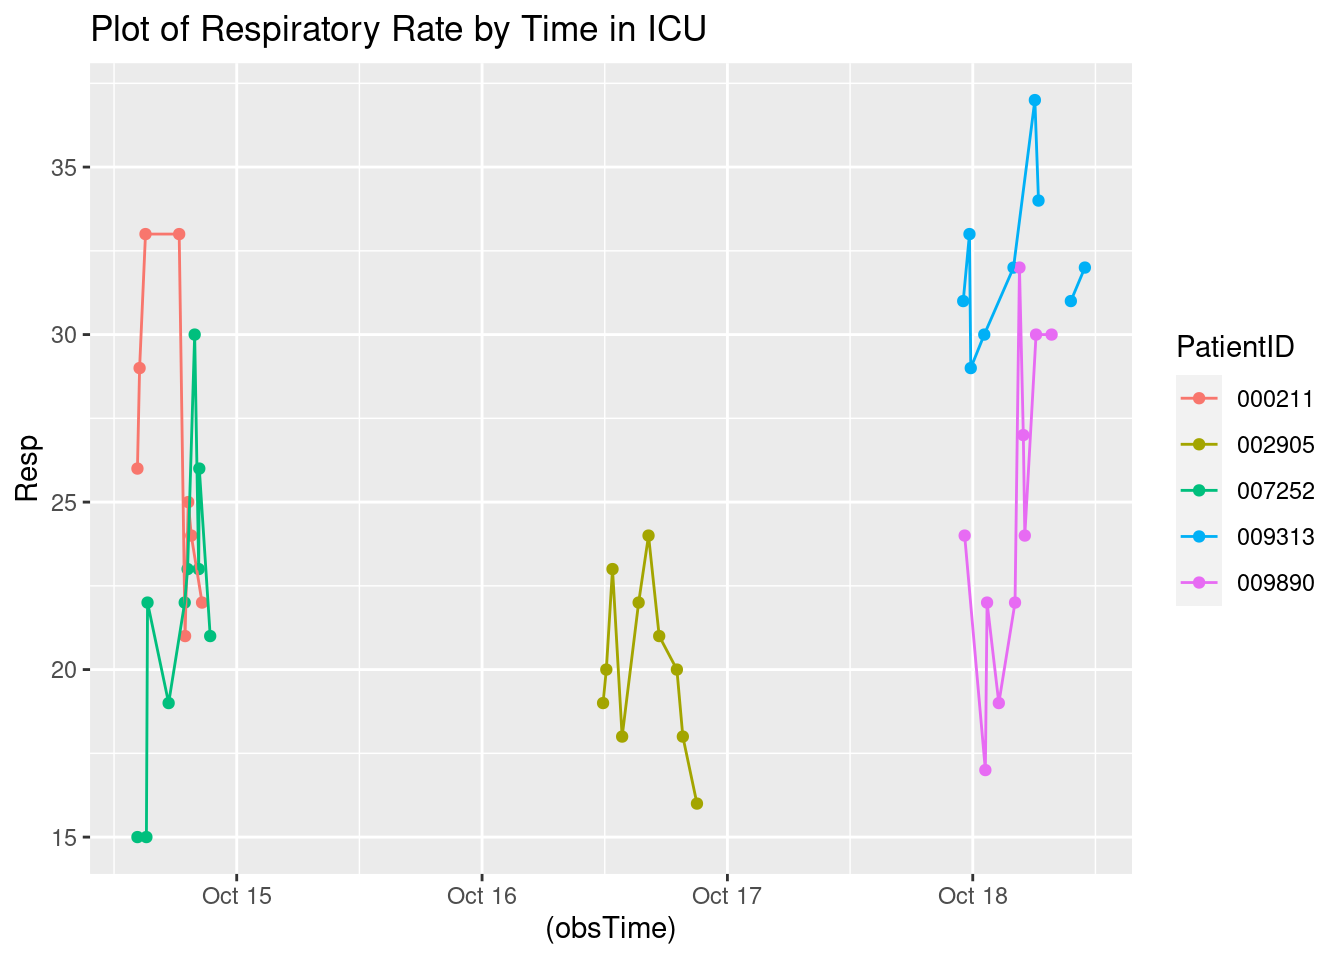 Plot of Respiratory Rate by Time in ICU
35
30
25
20
15
Resp
Oct 15
Oct 16
Oct 17
Oct 18
(obsTime)
PatientID
000211
002905
007252
009313
009890